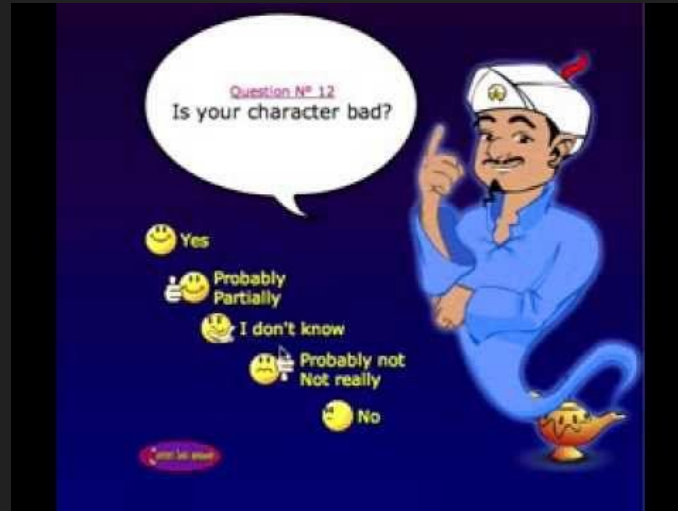 Question Nº 12
Is your character bad?
Yes
Probably
Partially
I don't know
Probably not
Not really
No